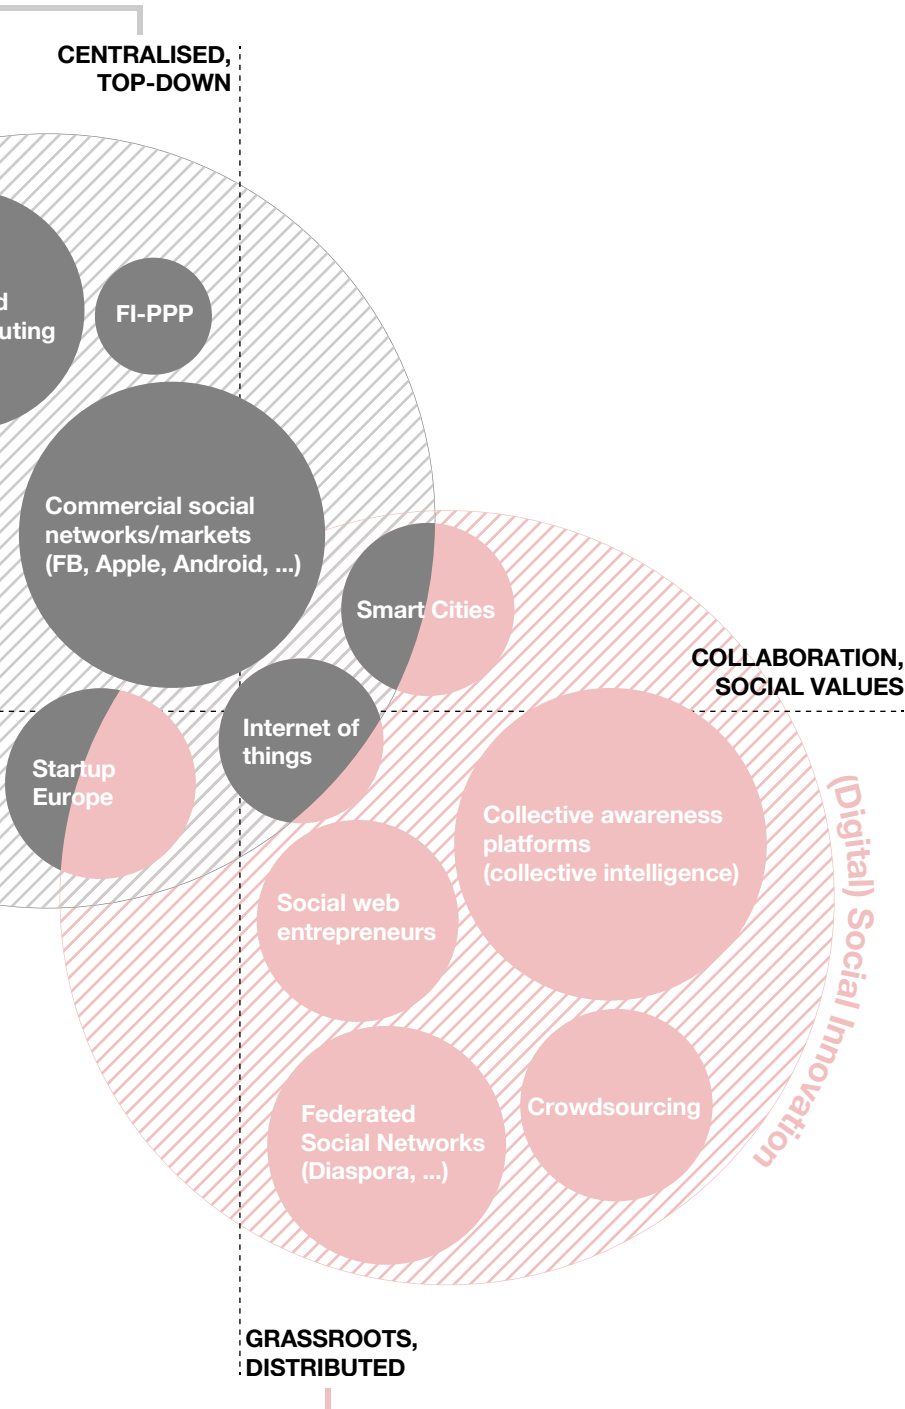 CENTRALISED,
TOP-DOWN
d
uting
FI-PPP
Commercial social
networks/markets
(FB, Apple, Android, ...)
Smart Cities
COLLABORATION,
SOCIAL VALUES
Internet of
things
Startup
Europe
Collective awareness
platforms
(collective intelligence)
(Digital) Social Innovation
Social web
entrepreneurs
Federated
Social Networks
(Diaspora, ...)
Crowdsourcing
GRASSROOTS,
DISTRIBUTED